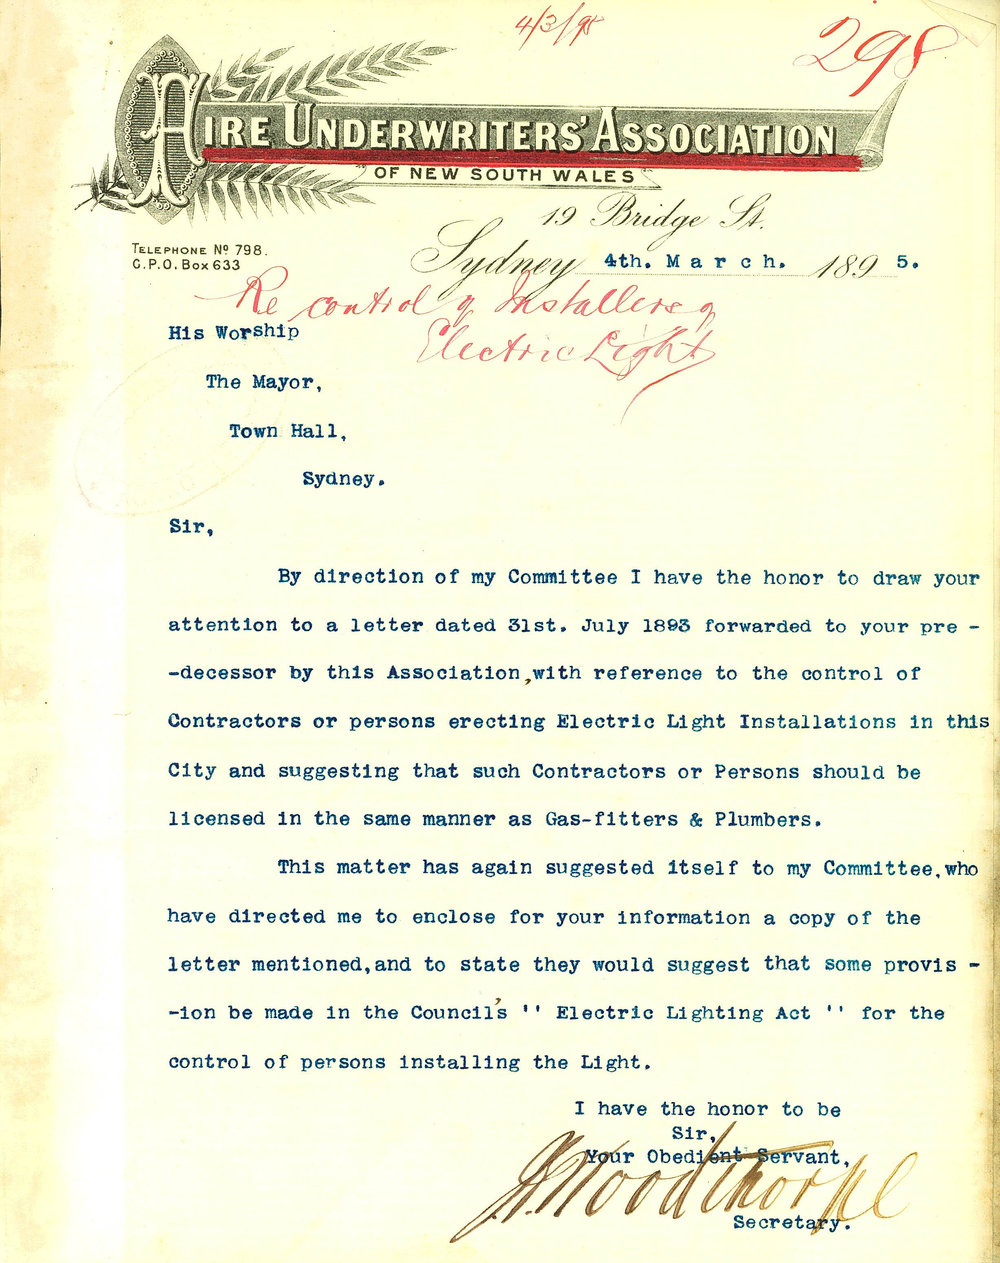 4/3/95
298
FIRE UNDERWRITERS' ASSOCIATION
OF NEW SOUTH WALES
19 Bridge St.
TELEPHONE Nº 798.
G.P.O. Box 633
Sydney 4th. March. 1895.
Re control of Installers of
Electric Light
His Worship
The Mayor,
Town Hall,
Sydney.
Sir,
By direction of my Committee I have the honor to draw your
attention to a letter dated 31st. July 1893 forwarded to your pre -
-decessor by this Association,with reference to the control of
Contractors or persons erecting Electric Light Installations in this
City and suggesting that such Contractors or Persons should be
licensed in the same manner as Gas-fitters & Plumbers.
This matter has again suggested itself to my Committee,who
have directed me to enclose for your information a copy of the
letter mentioned,and to state they would suggest that some provis -
-ion be made in the Council's '' Electric Lighting Act '' for the
control of persons installing the Light.
I have the honor to be
Sir,
Your Obedient Servant,
Woodthorpe
Secretary.